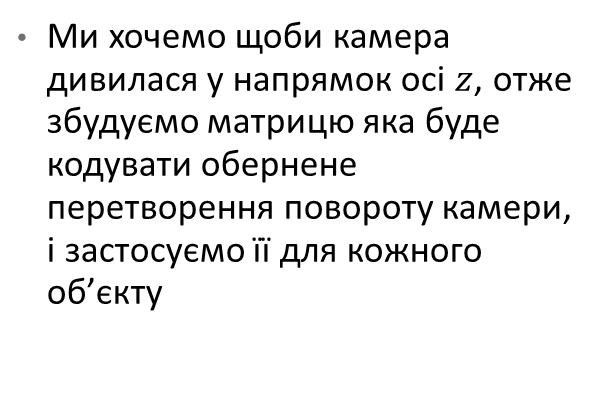 • Ми хочемо щоби камера
дивилася у напрямок осі z, отже
збудуємо матрицю яка буде
кодувати обернене
перетворення повороту камери,
і застосуємо її для кожного
об’єкту